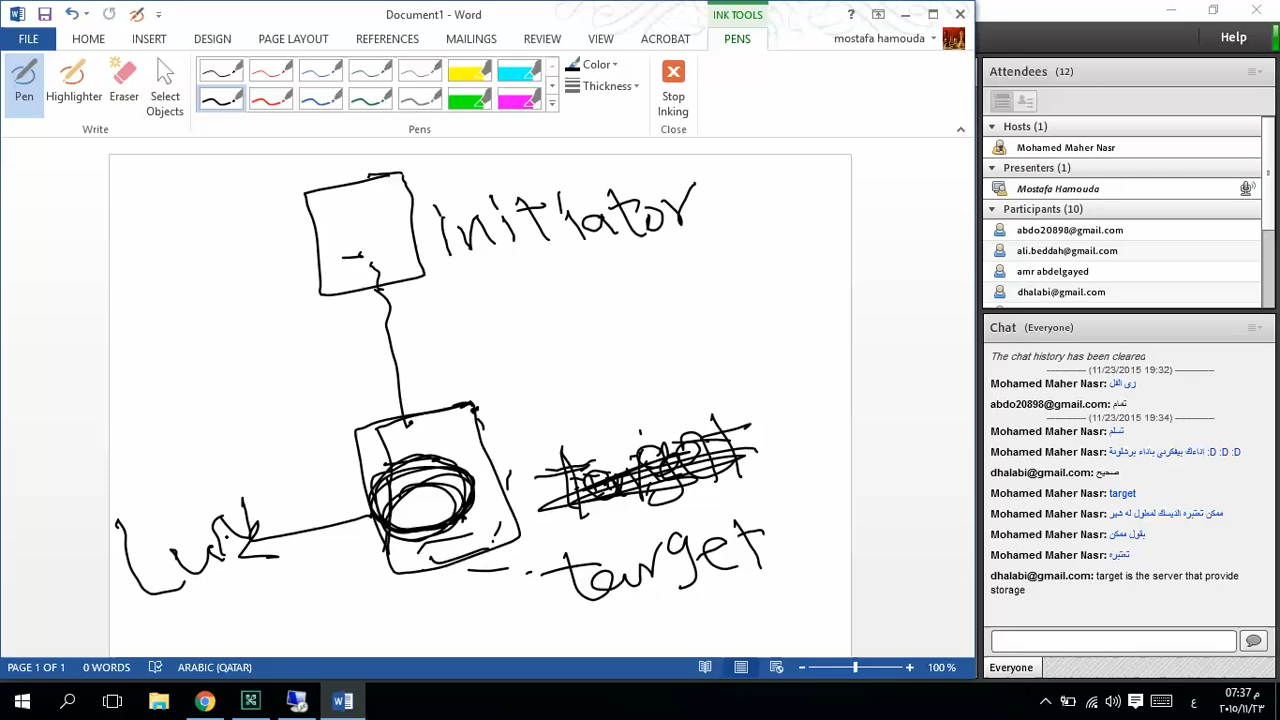 Document1 - Word
INK TOOLS
?
FILE
HOME
INSERT
DESIGN
PAGE LAYOUT
REFERENCES
MAILINGS
REVIEW
VIEW
ACROBAT
PENS
mostafa hamouda
Pen
Highlighter
Eraser
Select
Objects
Color
Thickness
Stop
Inking
Write
Pens
Close
initiator
target
Lun
PAGE 1 OF 1
0 WORDS
ARABIC (QATAR)
100 %
Help
Attendees (12)
Hosts (1)
Mohamed Maher Nasr
Presenters (1)
Mostafa Hamouda
Participants (10)
abdo20898@gmail.com
ali.beddah@gmail.com
amr abdelgayed
dhalabi@gmail.com
Chat (Everyone)
The chat history has been cleared
(11/23/2015 19:32)
Mohamed Maher Nasr: زى الفل
abdo20898@gmail.com: تمام
(11/23/2015 19:34)
Mohamed Maher Nasr: تسلم
Mohamed Maher Nasr: اداءك بيفكرنى باداء برشلونة :D :D :D
dhalabi@gmail.com: صحيح
Mohamed Maher Nasr: target
Mohamed Maher Nasr: ممكن تعتبره الديسك لمطول له شير
Mohamed Maher Nasr: بقول ممكن
Mohamed Maher Nasr: تعتبره
dhalabi@gmail.com: target is the server that provide
storage
Everyone
ع
07:37 م
٢٠١٥/١١/٢٣